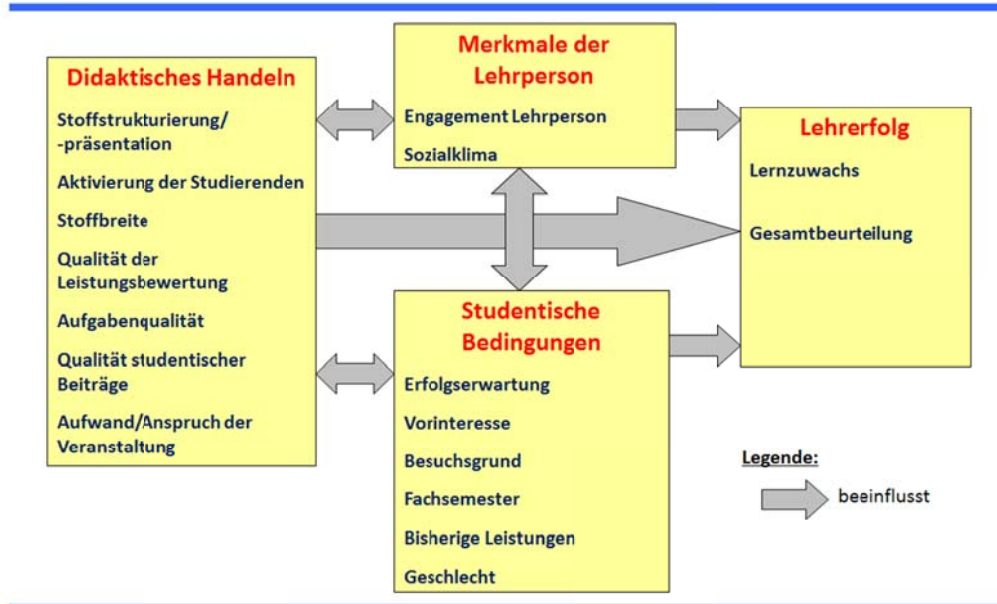 Didaktisches Handeln
Stoffstrukturierung/
-präsentation
Aktivierung der Studierenden
Stoffbreite
Qualität der
Leistungsbewertung
Aufgabenqualität
Qualität studentischer
Beiträge
Aufwand/Anspruch der
Veranstaltung
Merkmale der
Lehrperson
Engagement Lehrperson
Sozialklima
Studentische
Bedingungen
Erfolgserwartung
Vorinteresse
Besuchsgrund
Fachsemester
Bisherige Leistungen
Geschlecht
Lehrerfolg
Lernzuwachs
Gesamtbeurteilung
Legende:
beeinflusst